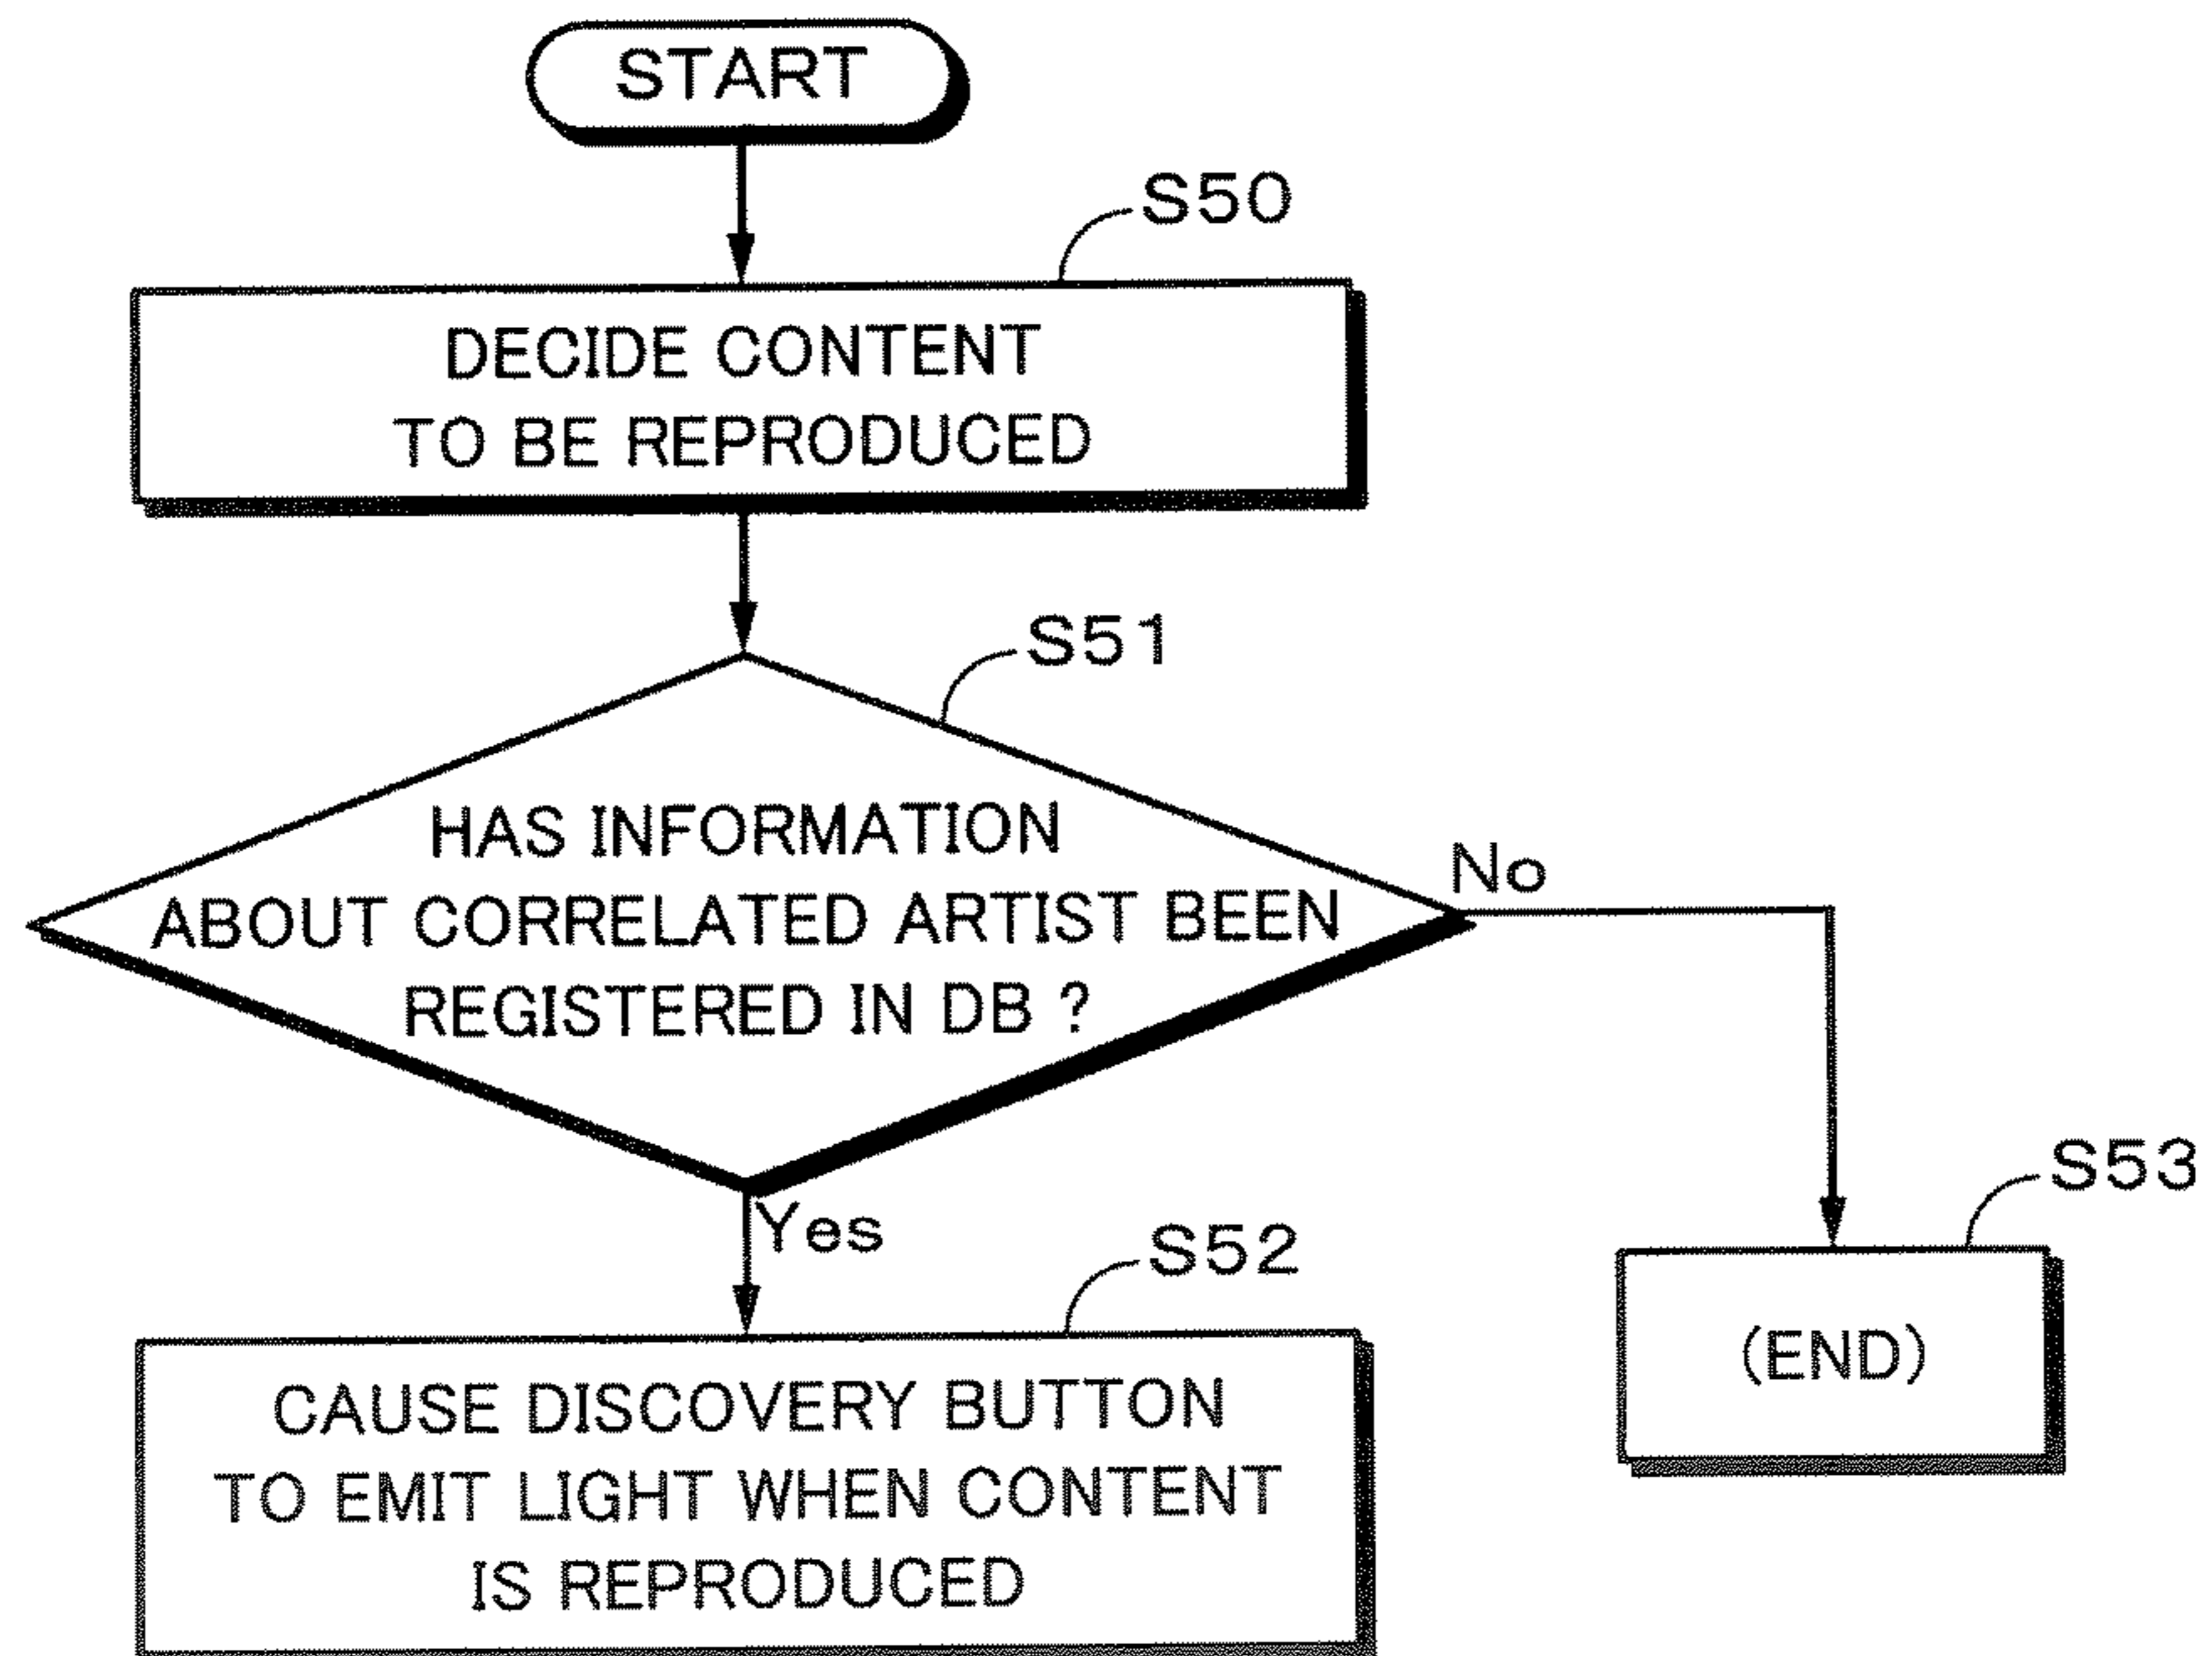 START
S50
DECIDE CONTENT
TO BE REPRODUCED
S51
HAS INFORMATION
ABOUT CORRELATED ARTIST BEEN
REGISTERED IN DB ?
No
Yes
S52
CAUSE DISCOVERY BUTTON
TO EMIT LIGHT WHEN CONTENT
IS REPRODUCED
S53
(END)